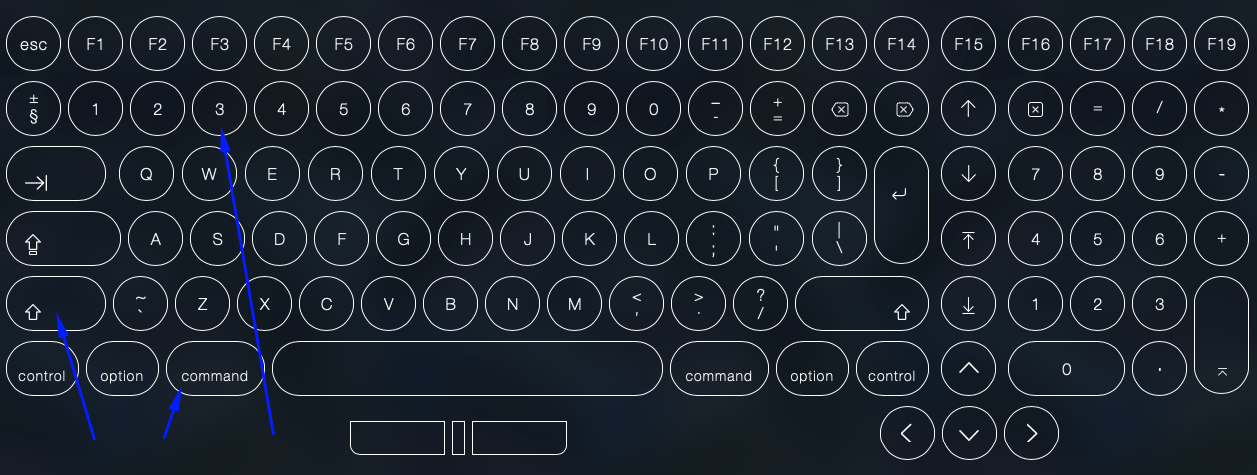 esc F1 F2 F3 F4 F5 F6 F7 F8 F9 F10 F11 F12 F13 F14 F15 F16 F17 F18 F19
± § 1 2 3 4 5 6 7 8 9 0 _ - + = ⌫ ⌦ ↑ ⌧ = / *
→| Q W E R T Y U I O P { [ } ] ↵ ↓ 7 8 9 -
⇪ A S D F G H J K L : ; " ' | \ ⤒ 4 5 6 +
⇧ ~ ` Z X C V B N M < , > . ? / ⇧ ⤓ 1 2 3
control option command command option control ^ 0 . ⌅
< ∨ >